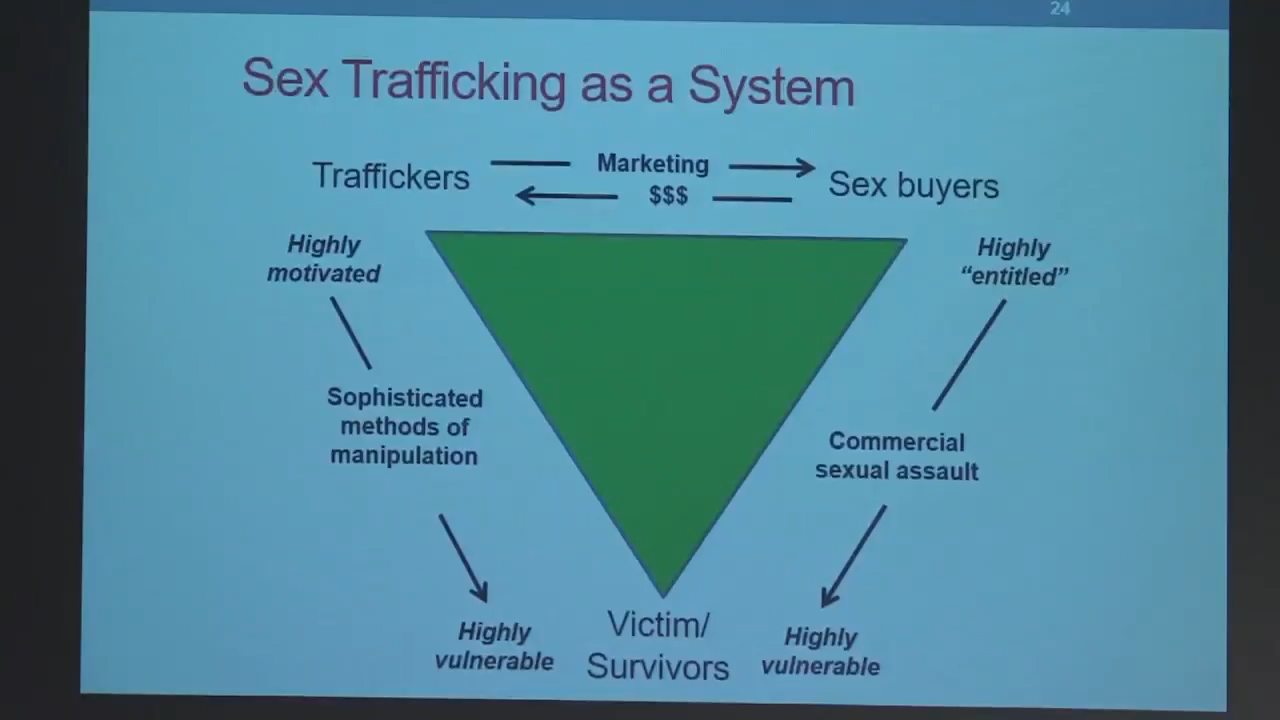 24
Sex Trafficking as a System
Traffickers
Marketing
$$$
Sex buyers
Highly
motivated
Highly
“entitled”
Sophisticated
methods of
manipulation
Commercial
sexual assault
Highly
vulnerable
Victim/
Survivors
Highly
vulnerable